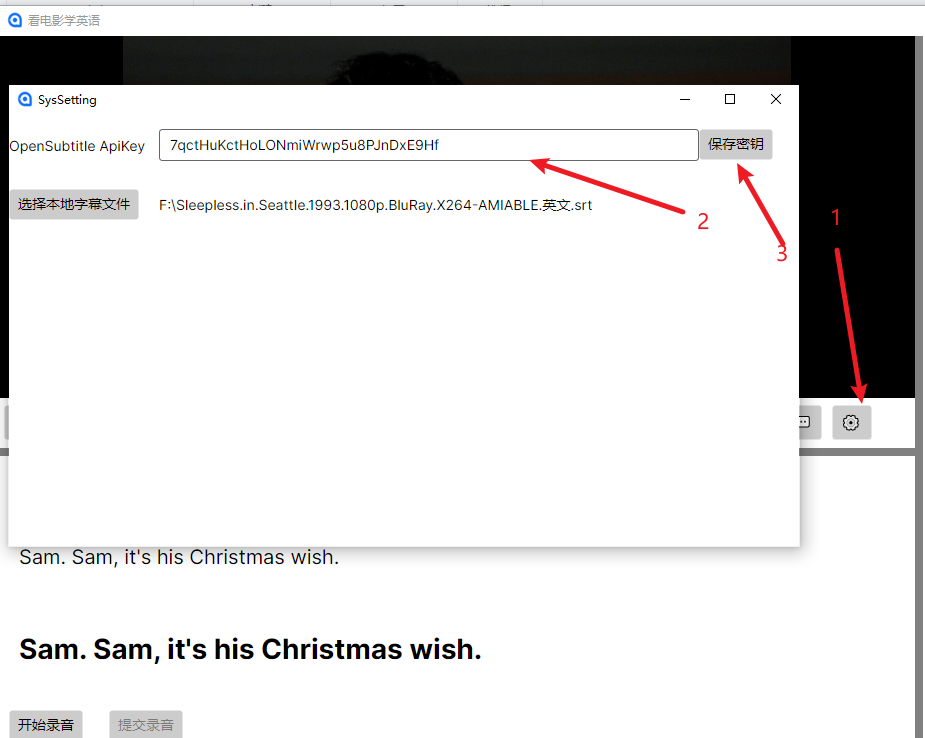 看电影学英语
SysSetting
OpenSubtitle ApiKey
7qctHuKctHoLONmiWrwp5u8PJnDxE9Hf
保存密钥
选择本地字幕文件
F:\Sleepless.in.Seattle.1993.1080p.BluRay.X264-AMIABLE.英文.srt
2
3
1
Sam. Sam, it's his Christmas wish.
Sam. Sam, it's his Christmas wish.
开始录音
提交录音